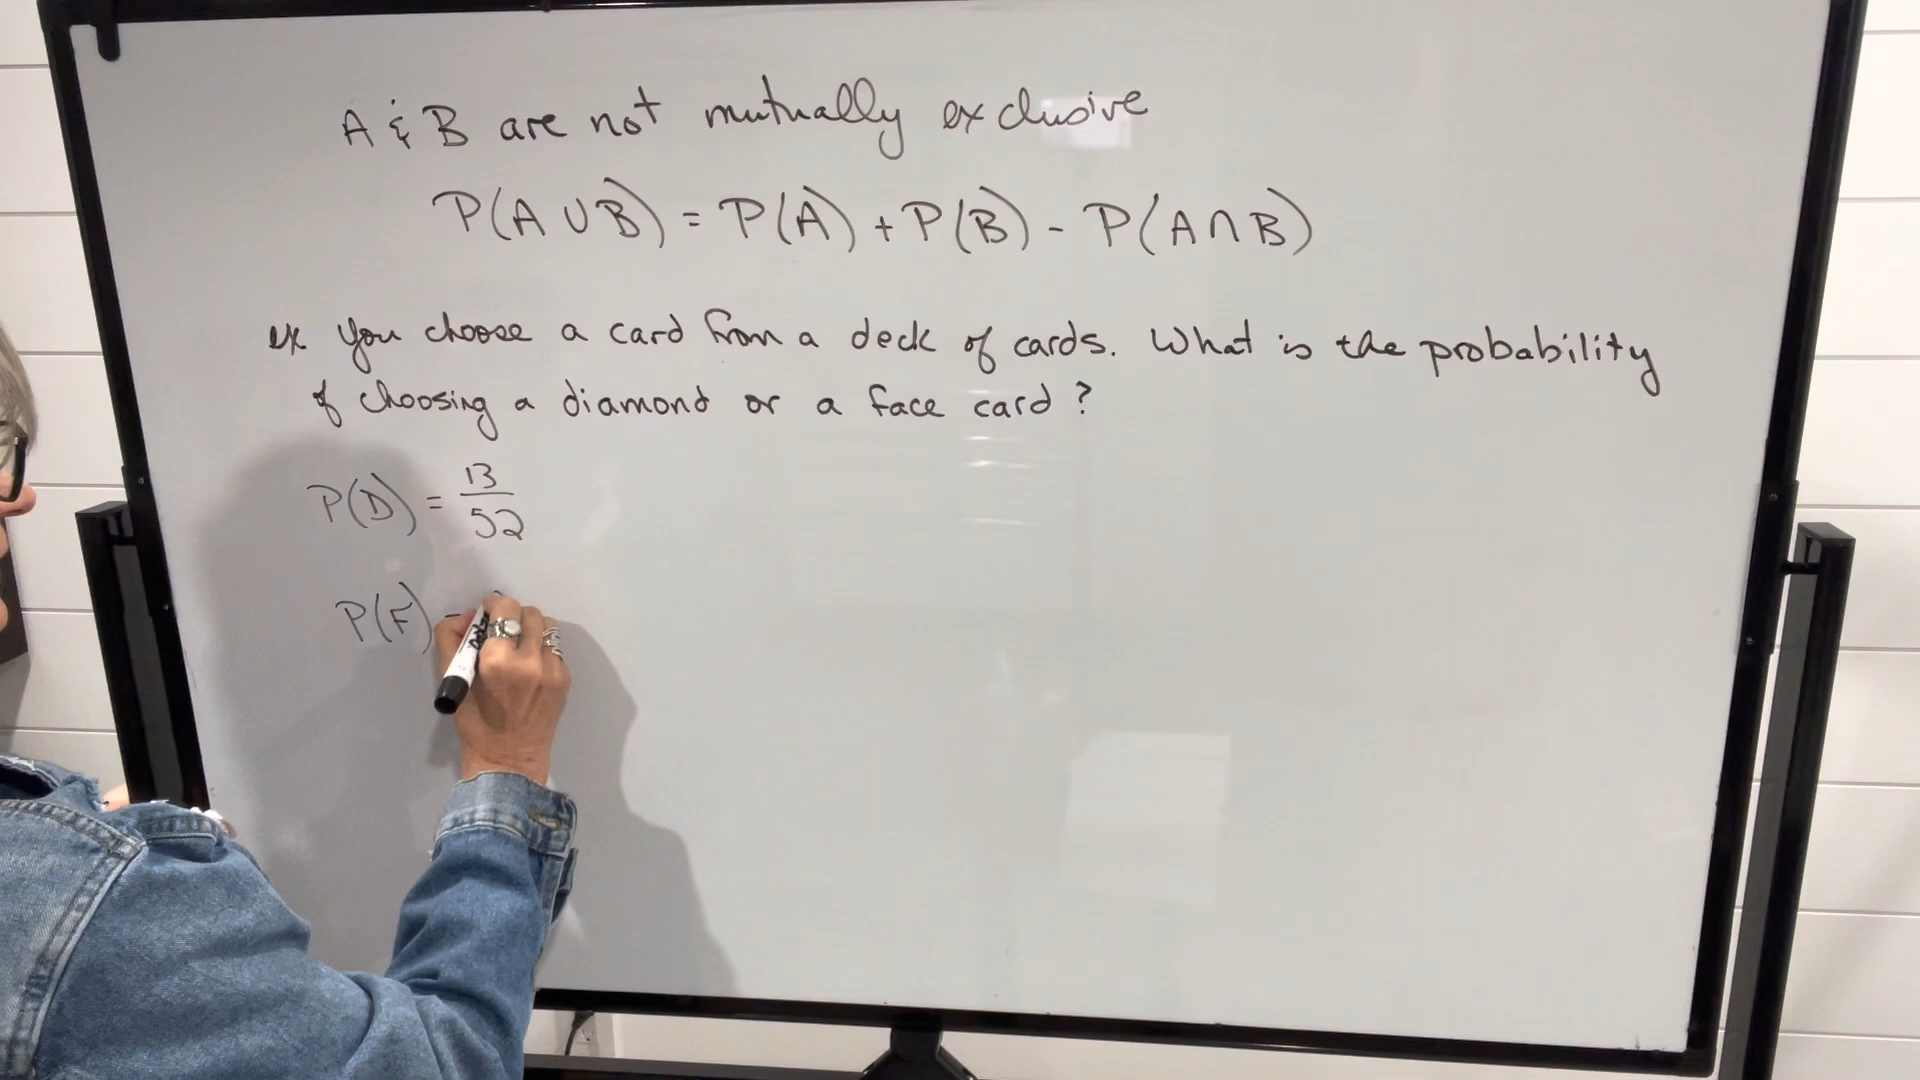 A & B are not mutually exclusive
P(A ∪ B) = P(A) + P(B) - P(A ∩ B)
ex You choose a card from a deck of cards. What is the probability
of choosing a diamond or a face card?
P(D) = 13/52
P(F) =